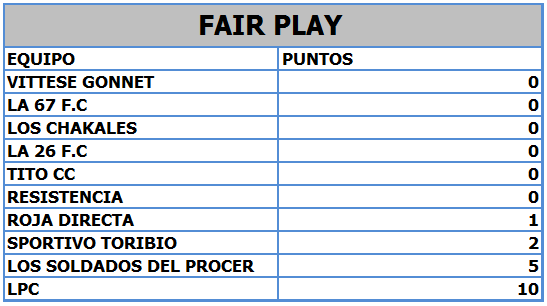 FAIR PLAY
EQUIPO PUNTOS
VITTESE GONNET 0
LA 67 F.C 0
LOS CHAKALES 0
LA 26 F.C 0
TITO CC 0
RESISTENCIA 0
ROJA DIRECTA 1
SPORTIVO TORIBIO 2
LOS SOLDADOS DEL PROCER 5
LPC 10